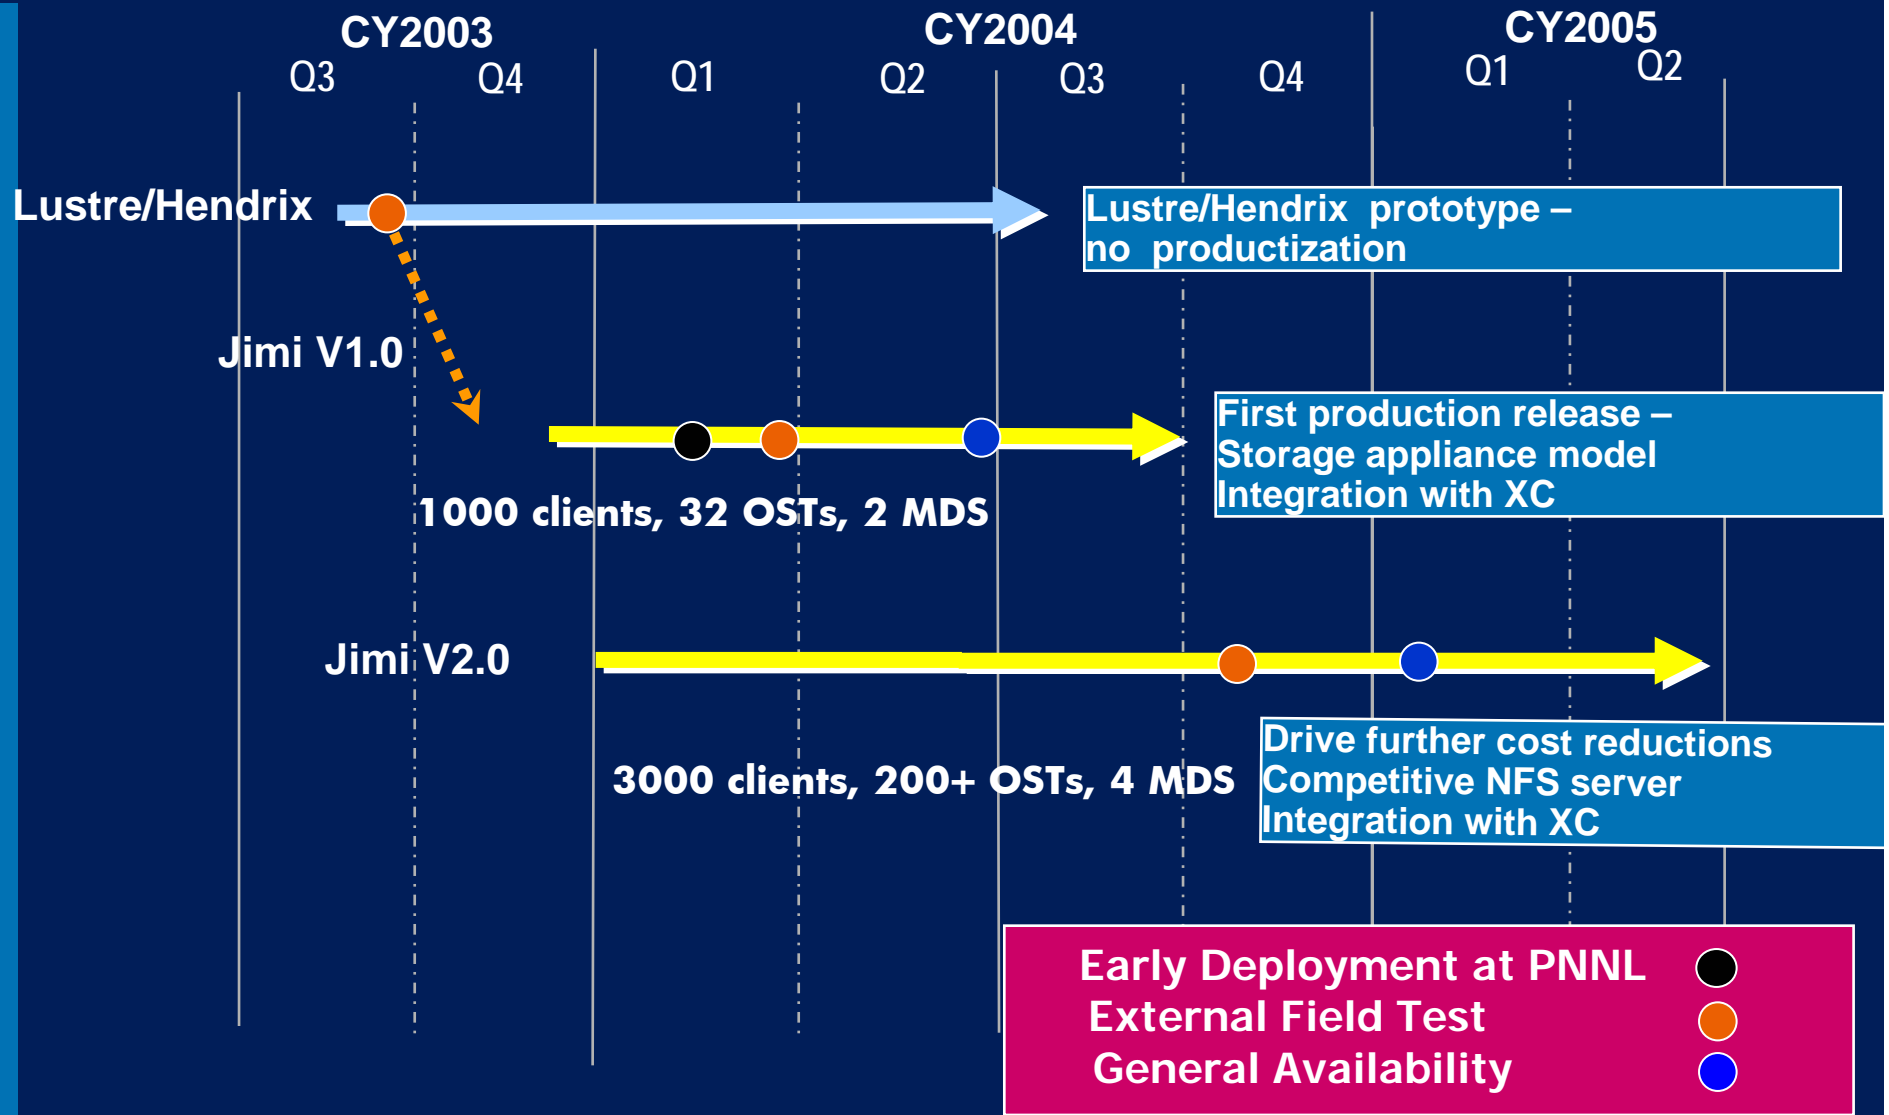 CY2003
CY2004
CY2005
Q3
Q4
Q1
Q2
Q3
Q4
Q1
Q2
Lustre/Hendrix
Lustre/Hendrix prototype –
no productization
Jimi V1.0
First production release –
Storage appliance model
Integration with XC
1000 clients, 32 OSTs, 2 MDS
Jimi V2.0
Drive further cost reductions
Competitive NFS server
Integration with XC
3000 clients, 200+ OSTs, 4 MDS
Early Deployment at PNNL
External Field Test
General Availability